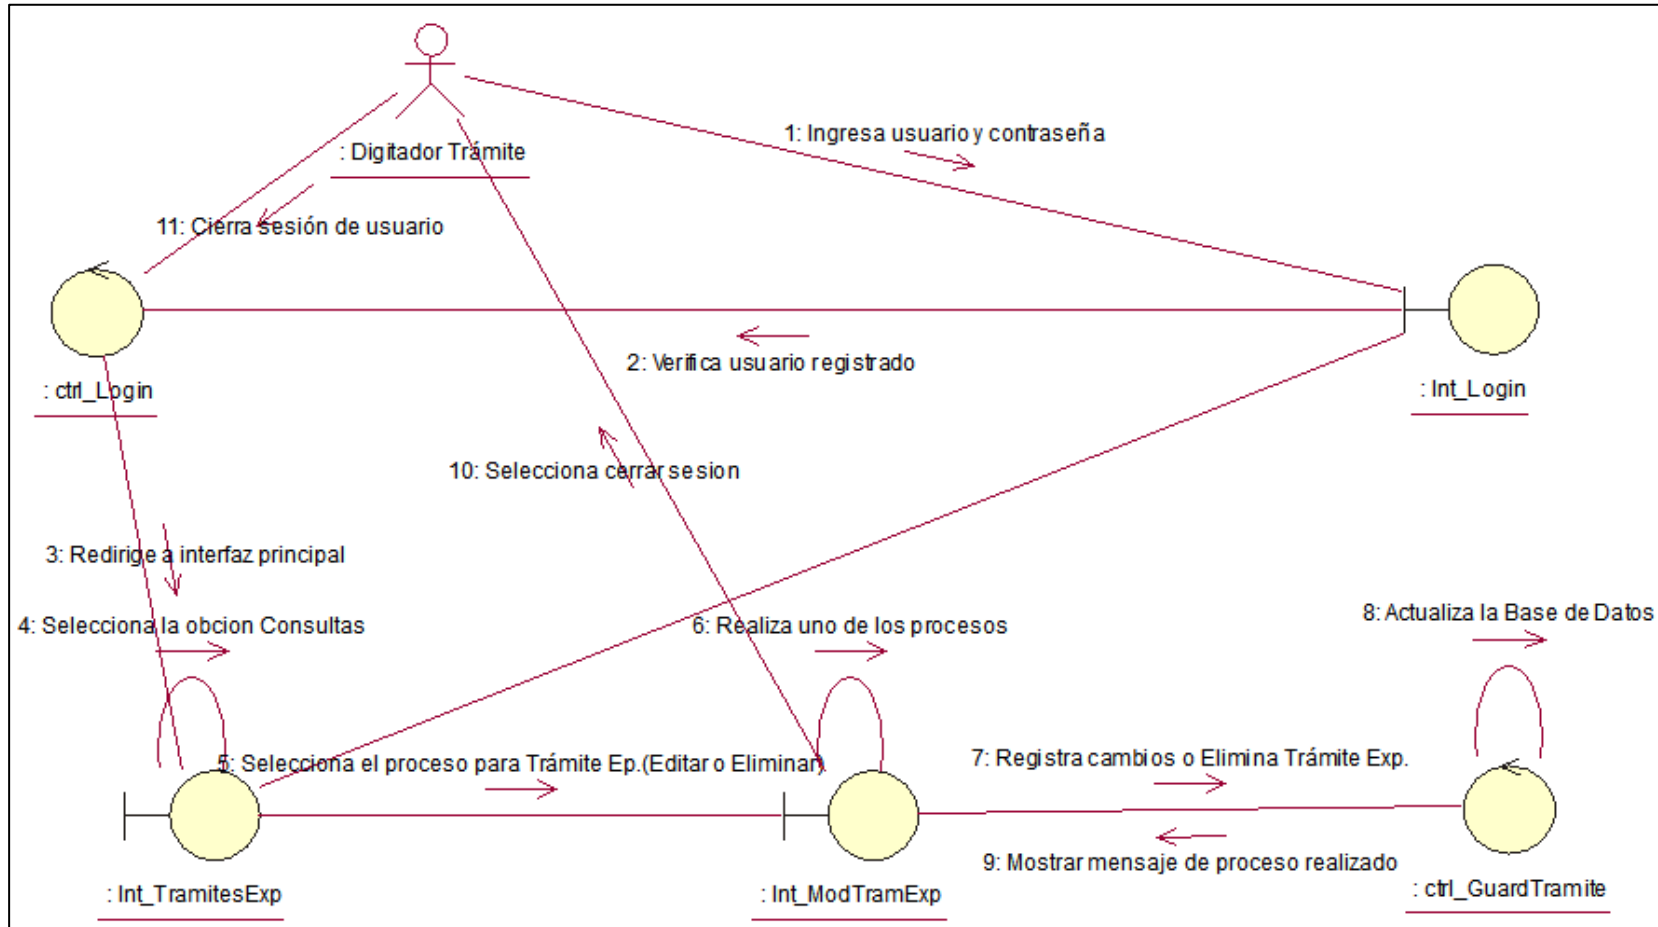 1: Ingresa usuario y contraseña
: Digitador Trámite
11: Cierra sesión de usuario
2: Verifica usuario registrado
: ctrl_Login
: Int_Login
10: Selecciona cerrar sesion
3: Redirige a interfaz principal
4: Selecciona la obcion Consultas
6: Realiza uno de los procesos
8: Actualiza la Base de Datos
5: Selecciona el proceso para Trámite Ep.(Editar o Eliminar)
7: Registra cambios o Elimina Trámite Exp.
9: Mostrar mensaje de proceso realizado
: Int_TramitesExp
: Int_ModTramExp
: ctrl_GuardTramite